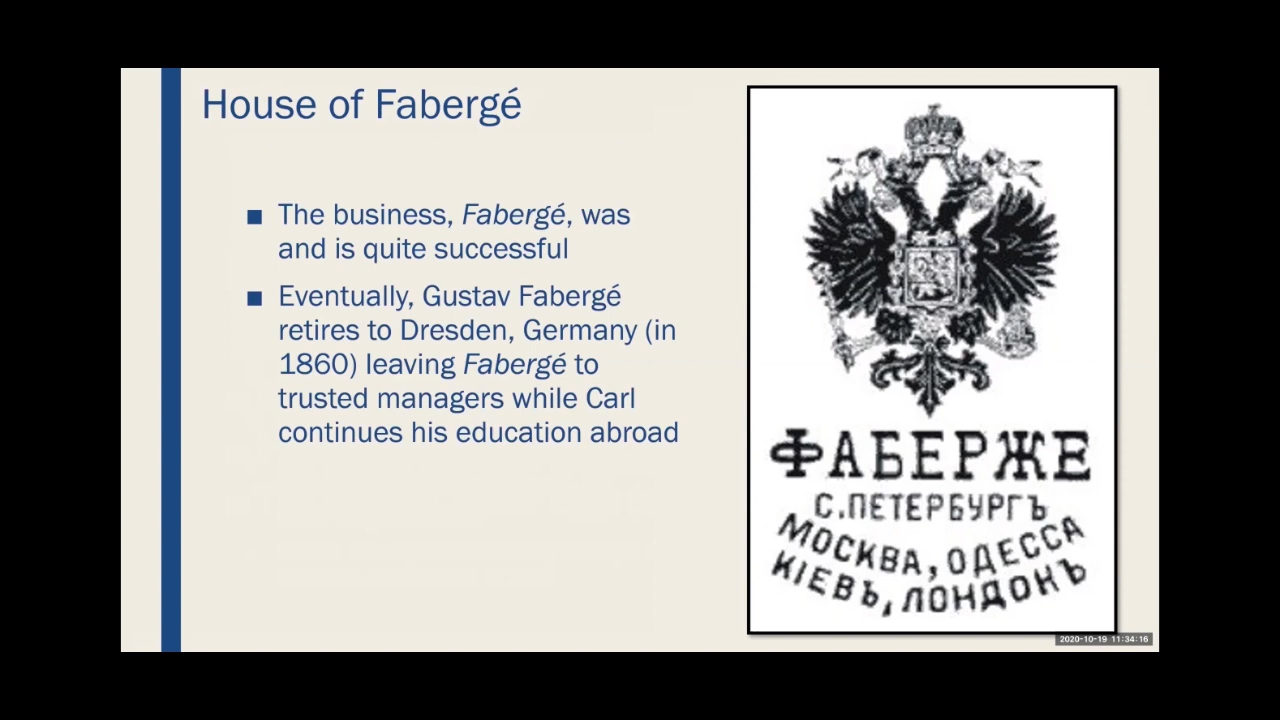 House of Fabergé
■ The business, Fabergé, was
and is quite successful
■ Eventually, Gustav Fabergé
retires to Dresden, Germany (in
1860) leaving Fabergé to
trusted managers while Carl
continues his education abroad
ФАБЕРЖЕ
С.ПЕТЕРБУРГЪ
МОСКВА, ОДЕССА
КІЕВЪ, ЛОНДОНЪ
2020-10-19 11:34:16